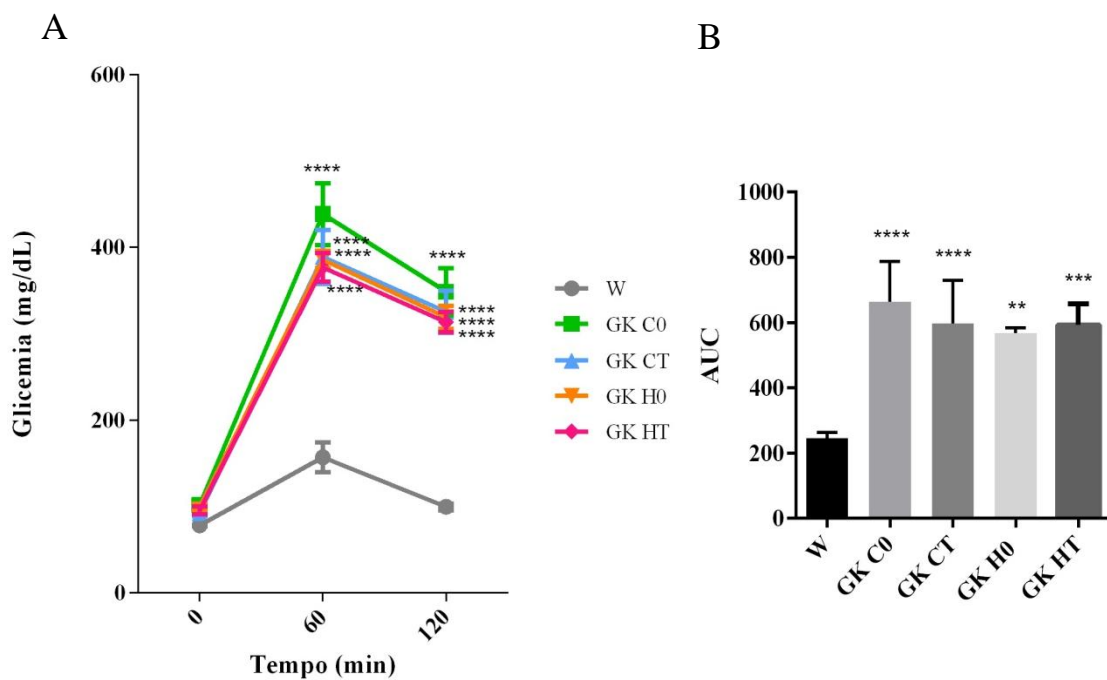 A
Glicemia (mg/dL)
600
400
200
0
****
****
****
****
****
****
****
****
0
60
120
Tempo (min)
W
GK C0
GK CT
GK H0
GK HT
B
AUC
1000
800
600
400
200
0
****
****
**
***
W
GK C0
GK CT
GK H0
GK HT